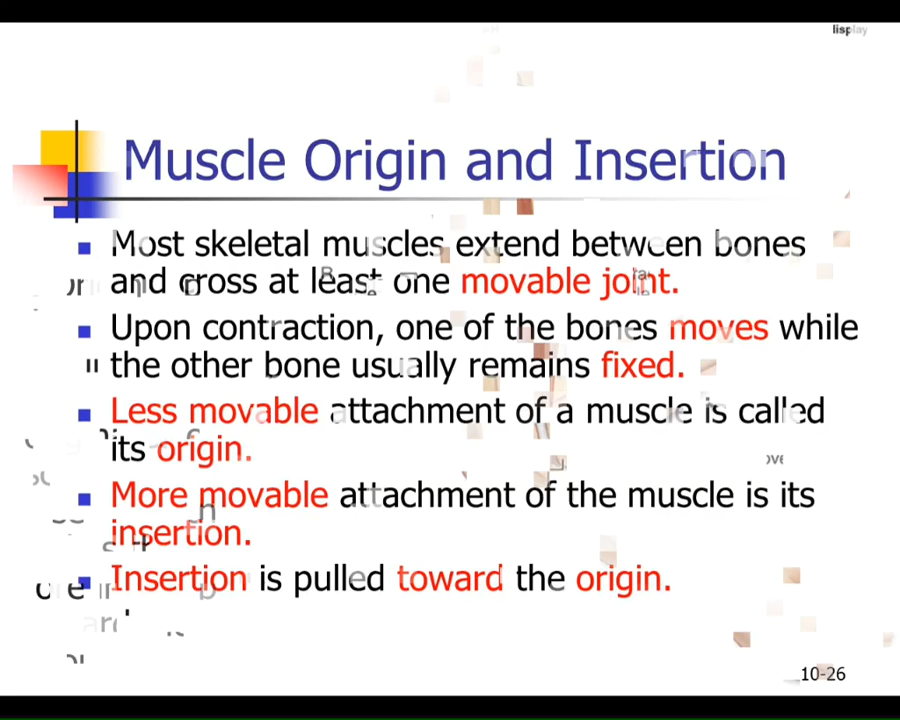 Muscle Origin and Insertion
Most skeletal muscles extend between bones
and cross at least one movable joint.
Upon contraction, one of the bones moves while
the other bone usually remains fixed.
Less movable attachment of a muscle is called
its origin.
More movable attachment of the muscle is its
insertion.
Insertion is pulled toward the origin.
10-26